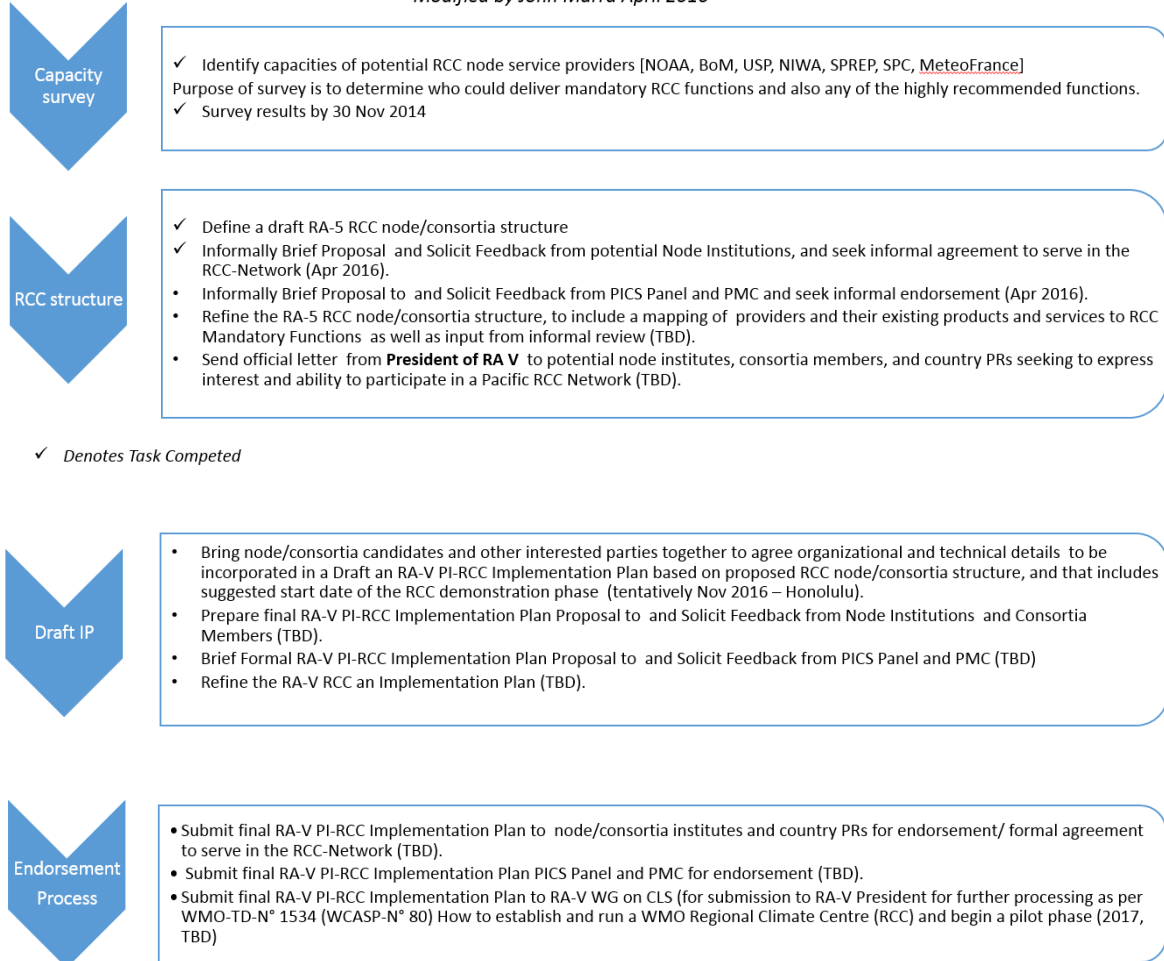 Modified by John Marra April 2016
Capacity
survey
✓ Identify capacities of potential RCC node service providers [NOAA, BoM, USP, NIWA, SPREP, SPC, MeteoFrance]
Purpose of survey is to determine who could deliver mandatory RCC functions and also any of the highly recommended functions.
✓ Survey results by 30 Nov 2014
RCC structure
✓ Define a draft RA-5 RCC node/consortia structure
✓ Informally Brief Proposal and Solicit Feedback from potential Node Institutions, and seek informal agreement to serve in the
RCC-Network (Apr 2016).
• Informally Brief Proposal to and Solicit Feedback from PICS Panel and PMC and seek informal endorsement (Apr 2016).
• Refine the RA-5 RCC node/consortia structure, to include a mapping of providers and their existing products and services to RCC
Mandatory Functions as well as input from informal review (TBD).
• Send official letter from President of RA V to potential node institutes, consortia members, and country PRs seeking to express
interest and ability to participate in a Pacific RCC Network (TBD).
✓ Denotes Task Competed
Draft IP
• Bring node/consortia candidates and other interested parties together to agree organizational and technical details to be
incorporated in a Draft an RA-V PI-RCC Implementation Plan based on proposed RCC node/consortia structure, and that includes
suggested start date of the RCC demonstration phase (tentatively Nov 2016 – Honolulu).
• Prepare final RA-V PI-RCC Implementation Plan Proposal to and Solicit Feedback from Node Institutions and Consortia
Members (TBD).
• Brief Formal RA-V PI-RCC Implementation Plan Proposal to and Solicit Feedback from PICS Panel and PMC (TBD)
• Refine the RA-V RCC an Implementation Plan (TBD).
Endorsement
Process
• Submit final RA-V PI-RCC Implementation Plan to node/consortia institutes and country PRs for endorsement/ formal agreement
to serve in the RCC-Network (TBD).
• Submit final RA-V PI-RCC Implementation Plan PICS Panel and PMC for endorsement (TBD).
• Submit final RA-V PI-RCC Implementation Plan to RA-V WG on CLS (for submission to RA-V President for further processing as per
WMO-TD-N° 1534 (WCASP-N° 80) How to establish and run a WMO Regional Climate Centre (RCC) and begin a pilot phase (2017,
TBD)